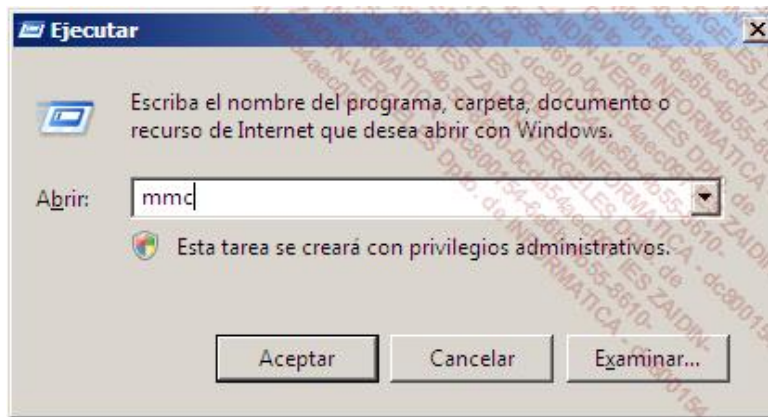 Ejecutar
Escriba el nombre del programa, carpeta, documento o
recurso de Internet que desea abrir con Windows.
Abrir:
mmc
Esta tarea se creará con privilegios administrativos.
Aceptar
Cancelar
Examinar...